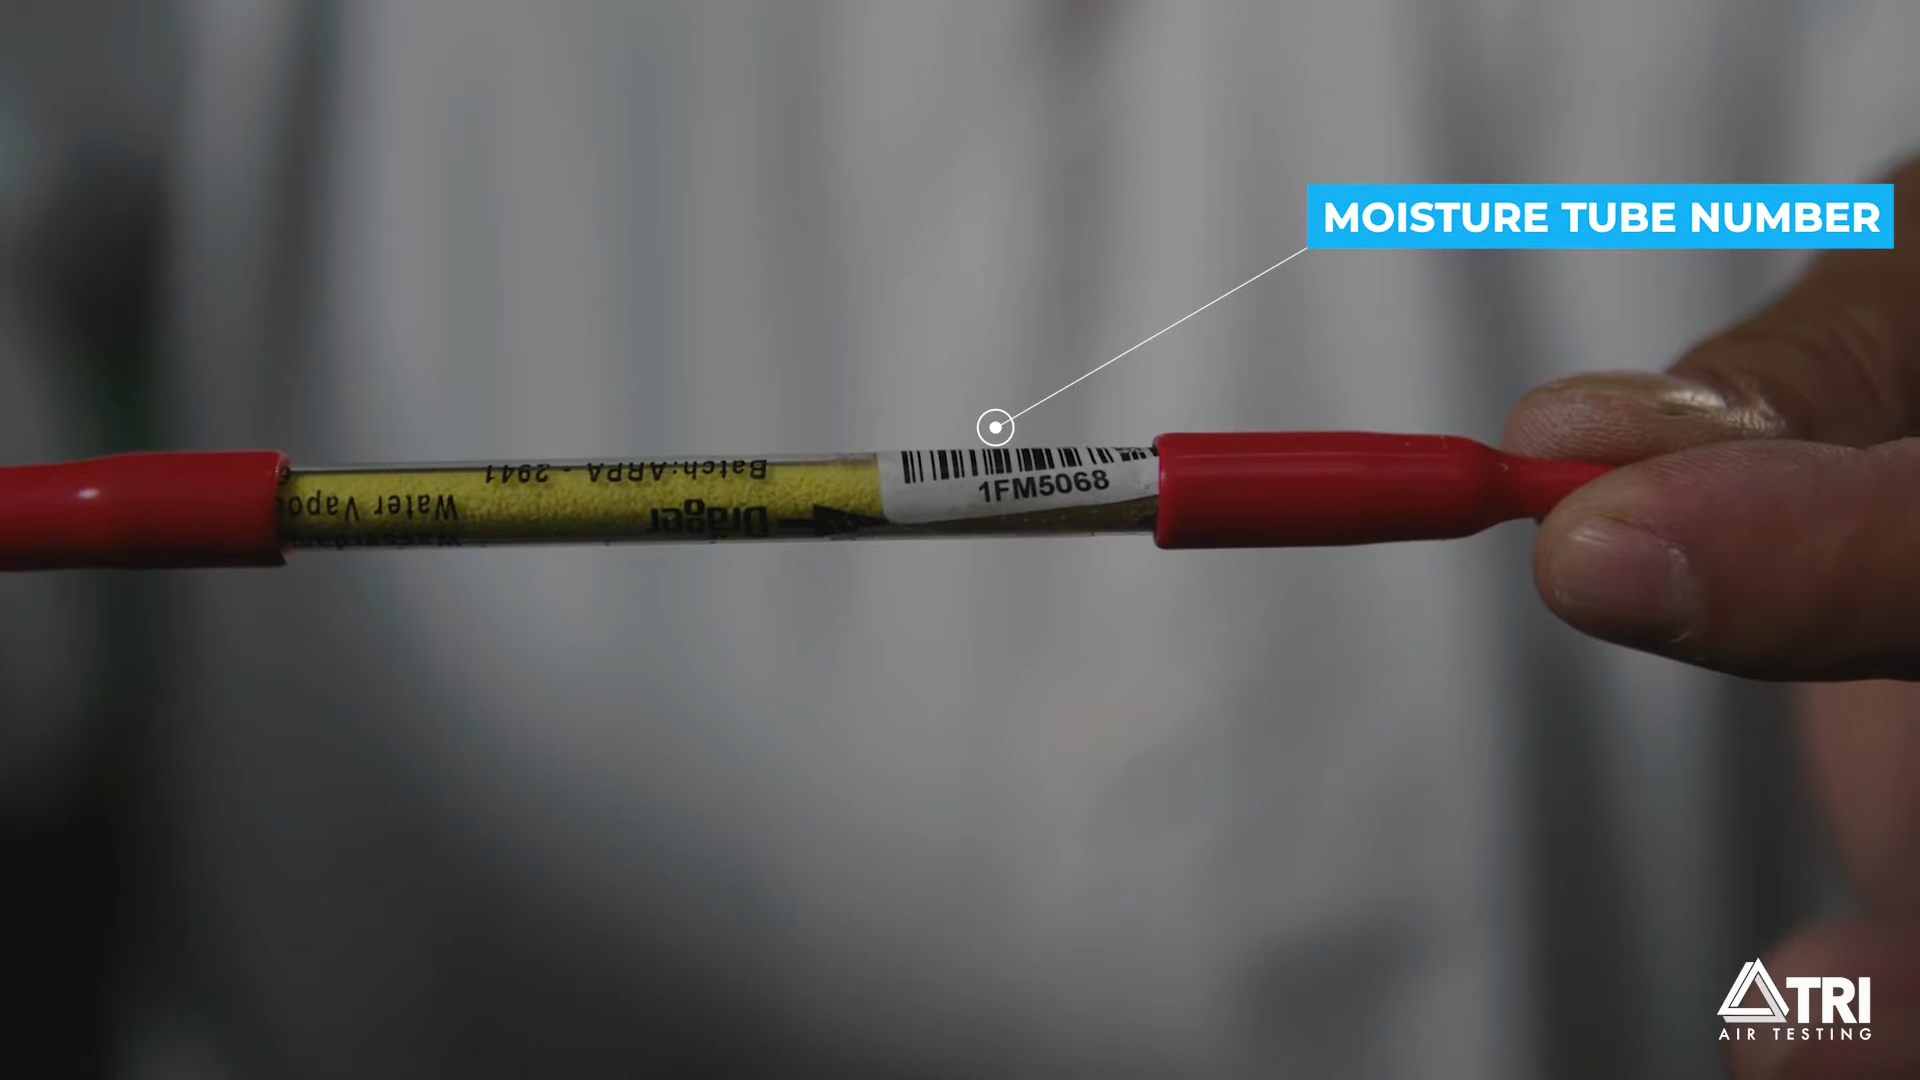 MOISTURE TUBE NUMBER
1FM5068
Batch:ARPA - 2941
Dräger
Water Vapo
TRI
AIR TESTING